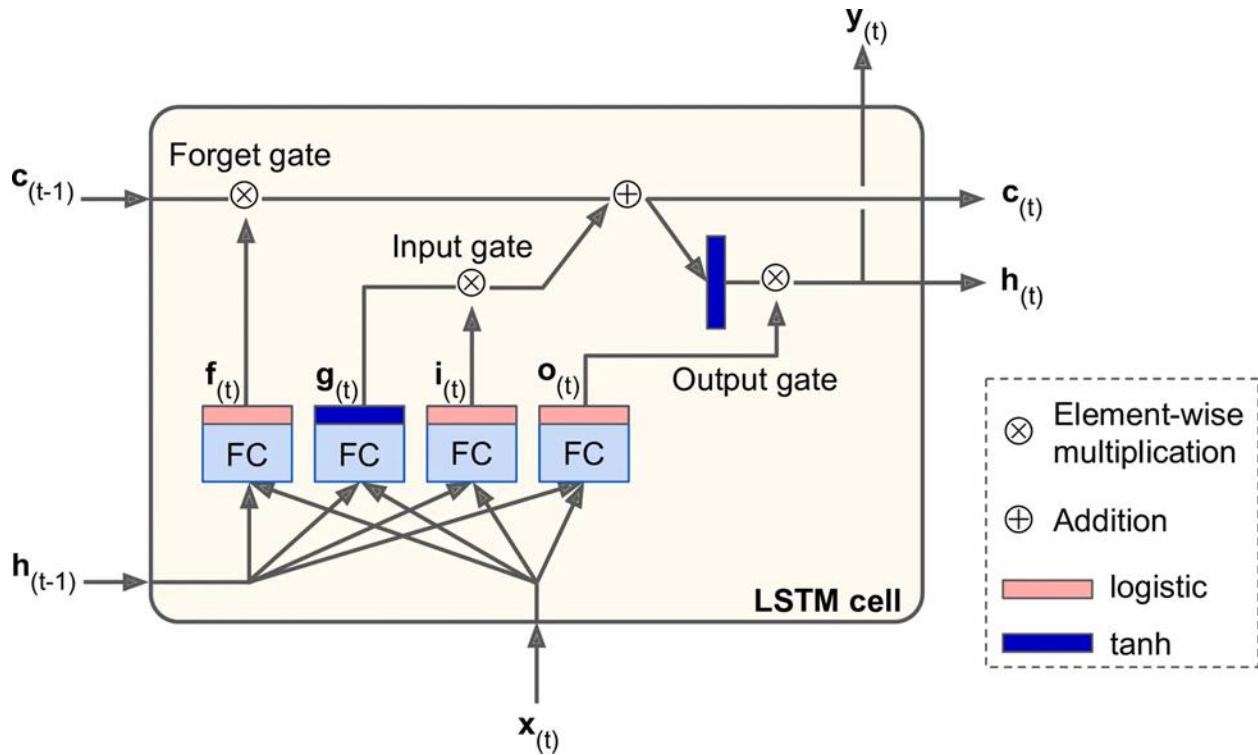 y(t)
Forget gate
c(t-1)
c(t)
Input gate
h(t)
f(t) g(t) i(t) o(t)
Output gate
FC FC FC FC
Element-wise
multiplication
Addition
h(t-1)
LSTM cell
logistic
tanh
x(t)